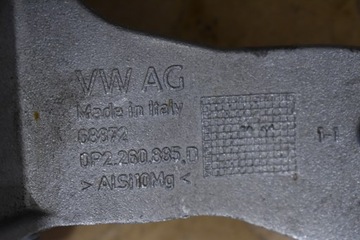 VW AG
Made in Italy
68872
0P2.260.885.D
> AlSi10Mg <